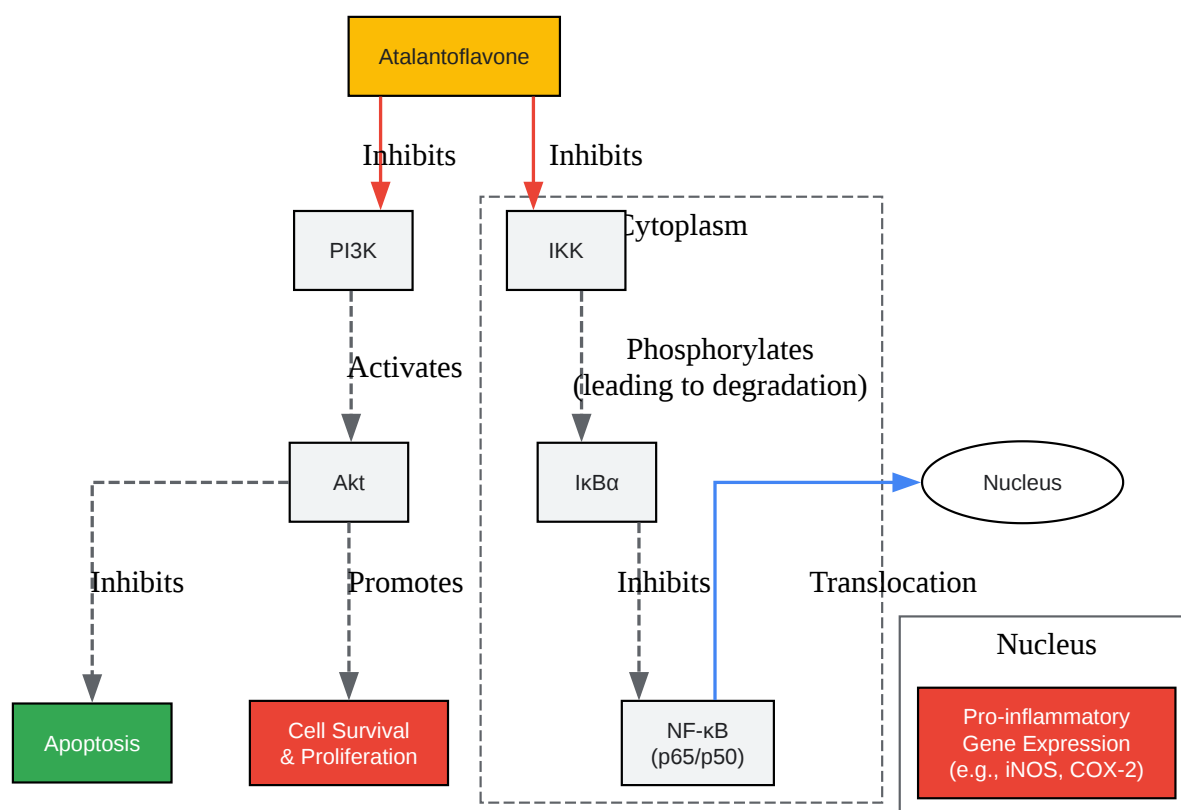 Atalantoflavone
Inhibits
Inhibits
PI3K
IKK
Cytoplasm
Activates
Phosphorylates
(leading to degradation)
Akt
IκBα
Nucleus
Inhibits
Promotes
Inhibits
Translocation
Nucleus
Apoptosis
Cell Survival
& Proliferation
NF-κB
(p65/p50)
Pro-inflammatory
Gene Expression
(e.g., iNOS, COX-2)